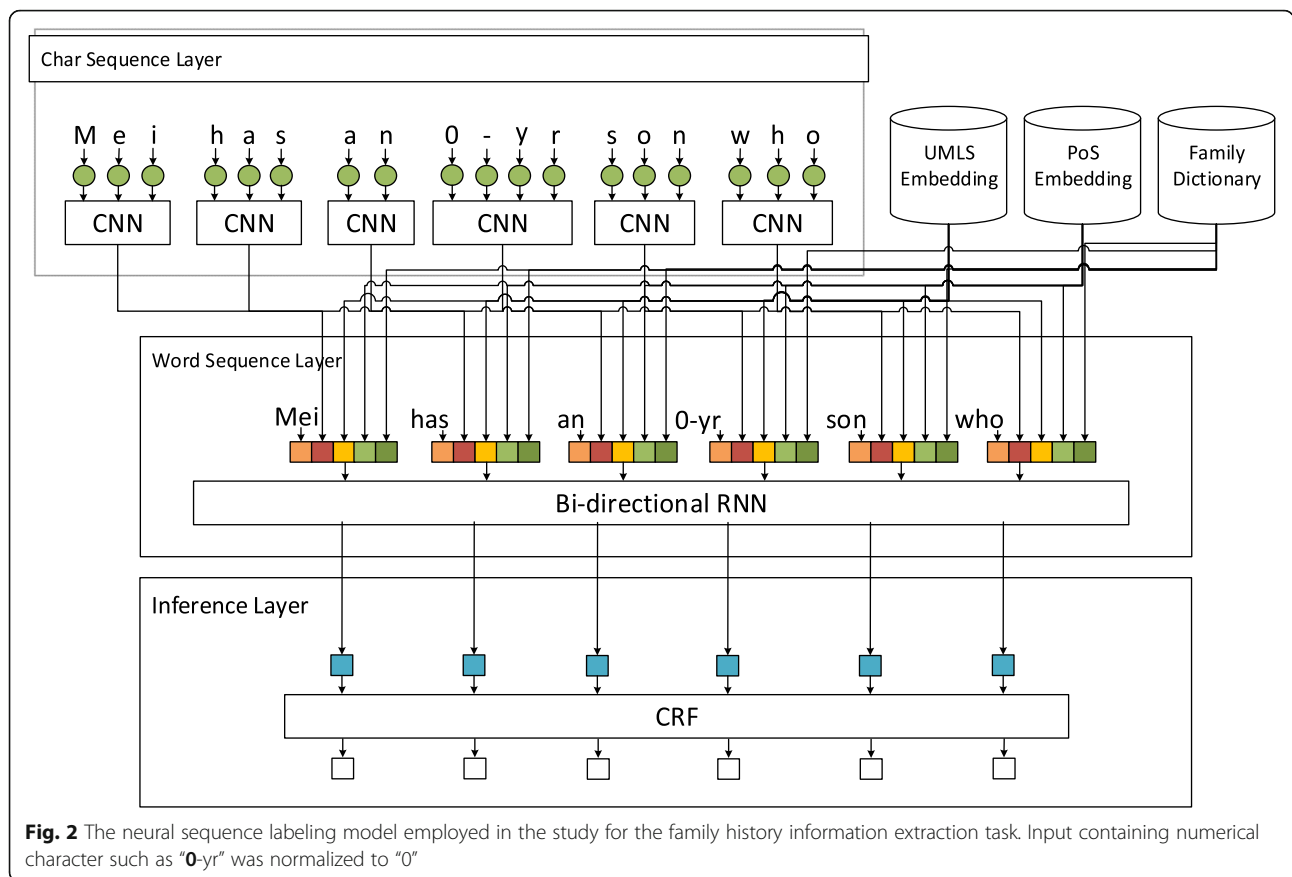 Char Sequence Layer
M e i h a s a n 0 - y r s o n w h o
CNN CNN CNN CNN CNN CNN
UMLS
Embedding
PoS
Embedding
Family
Dictionary
Word Sequence Layer
Mei has an 0-yr son who
Bi-directional RNN
Inference Layer
CRF
Fig. 2 The neural sequence labeling model employed in the study for the family history information extraction task. Input containing numerical
character such as “0-yr” was normalized to “0”